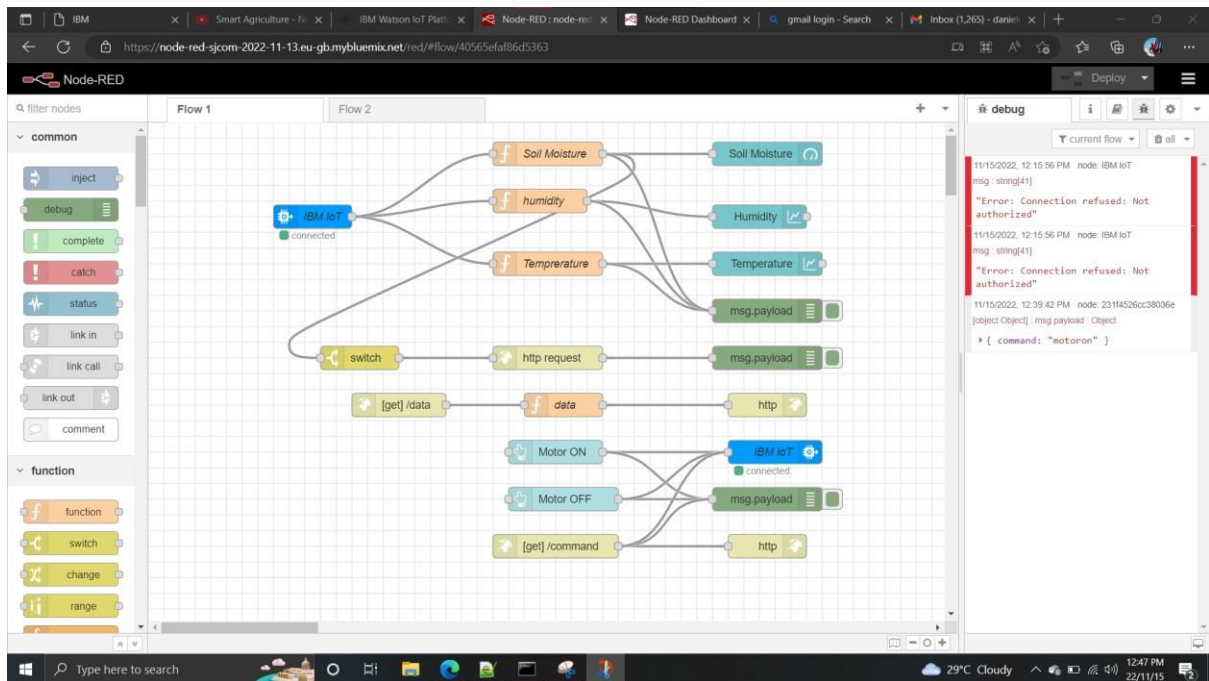 IBM
Smart Agriculture - N
IBM Watson IoT Platf
Node-RED : node-red
Node-RED Dashboard
gmail login - Search
Inbox (1,265) - daniel
https://node-red-sjcom-2022-11-13.eu-gb.mybluemix.net/red/#flow/40565efaf86d5363
Node-RED
Deploy
filter nodes
Flow 1
Flow 2
debug
i
current flow
all
common
inject
debug
complete
catch
status
link in
link call
link out
comment
function
function
switch
change
range
Soil Moisture
Soil Moisture
humidity
IBM IoT
connected
Humidity
Temprerature
Temperature
msg.payload
switch
http request
msg.payload
[get] /data
data
http
Motor ON
IBM IoT
connected
Motor OFF
msg.payload
[get] /command
http
11/15/2022, 12:15:56 PM node: IBM IoT
msg : string[41]
"Error: Connection refused: Not
authorized"
11/15/2022, 12:15:56 PM node: IBM IoT
msg : string[41]
"Error: Connection refused: Not
authorized"
11/15/2022, 12:39:42 PM node: 231f4526cc38036e
[object Object] : msg.payload : Object
{ command: "motoron" }
Type here to search
29°C Cloudy
12:47 PM
22/11/15
2